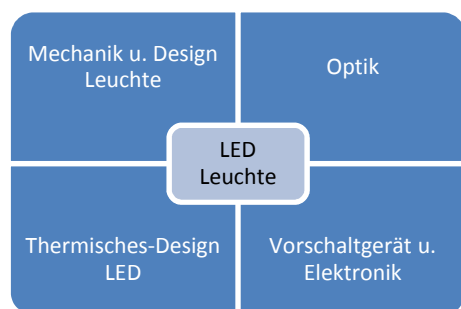 Mechanik u. Design
Leuchte
Optik
LED
Leuchte
Thermisches-Design
LED
Vorschaltgerät u.
Elektronik